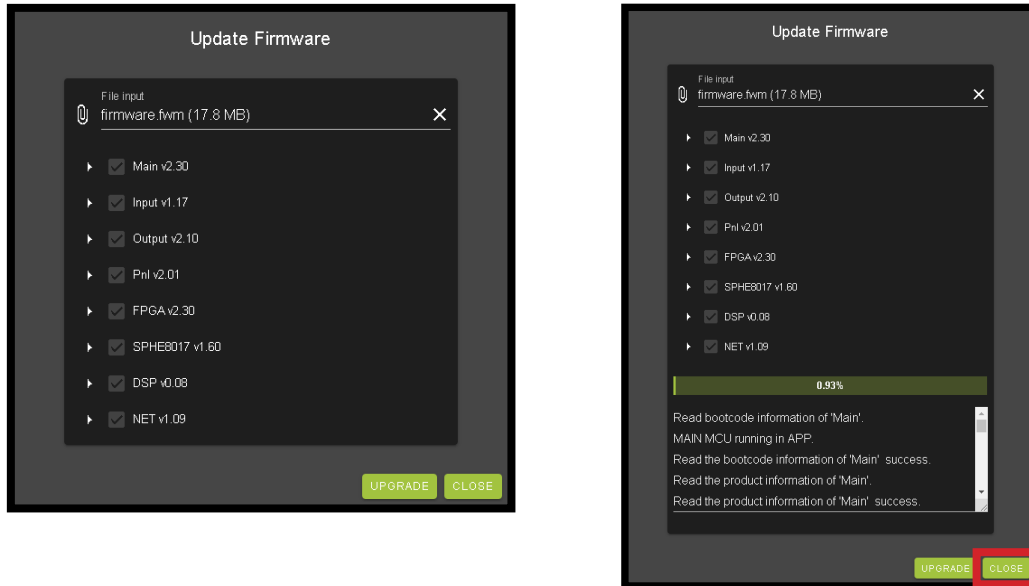 Update Firmware
File input
firmware.fwm (17.8 MB)
Main v2.30
Input v1.17
Output v2.10
Pnl v2.01
FPGA v2.30
SPHE8017 v1.60
DSP v0.08
NET v1.09
UPGRADE
CLOSE
Update Firmware
File input
firmware.fwm (17.8 MB)
Main v2.30
Input v1.17
Output v2.10
Pnl v2.01
FPGA v2.30
SPHE8017 v1.60
DSP v0.08
NET v1.09
0.93%
Read bootcode information of 'Main'.
MAIN MCU running in APP.
Read the bootcode information of 'Main' success.
Read the product information of 'Main'.
Read the product information of 'Main' success.
UPGRADE
CLOSE